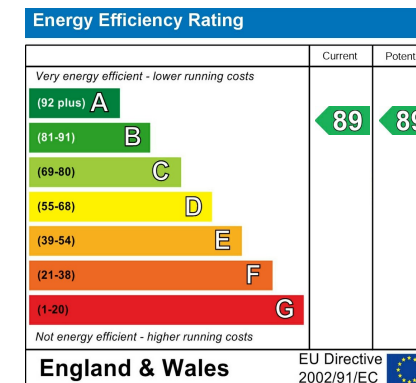 Energy Efficiency Rating
Current Potent
Very energy efficient - lower running costs
(92 plus) A
(81-91) B
89 89
(69-80) C
(55-68) D
(39-54) E
(21-38) F
(1-20) G
Not energy efficient - higher running costs
England & Wales
EU Directive
2002/91/EC